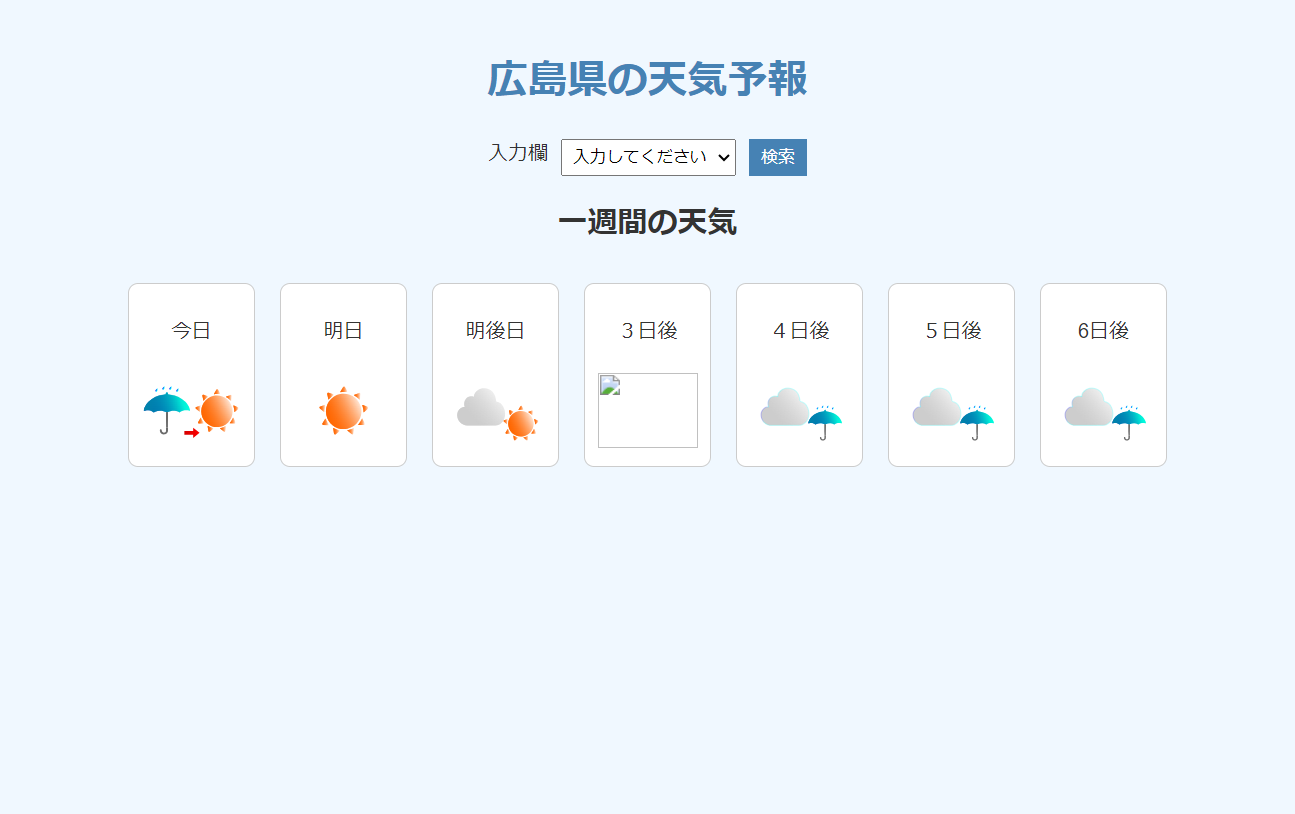 広島県の天気予報
入力欄 入力してください 検索
一週間の天気
今日 明日 明後日 ３日後 ４日後 ５日後 6日後